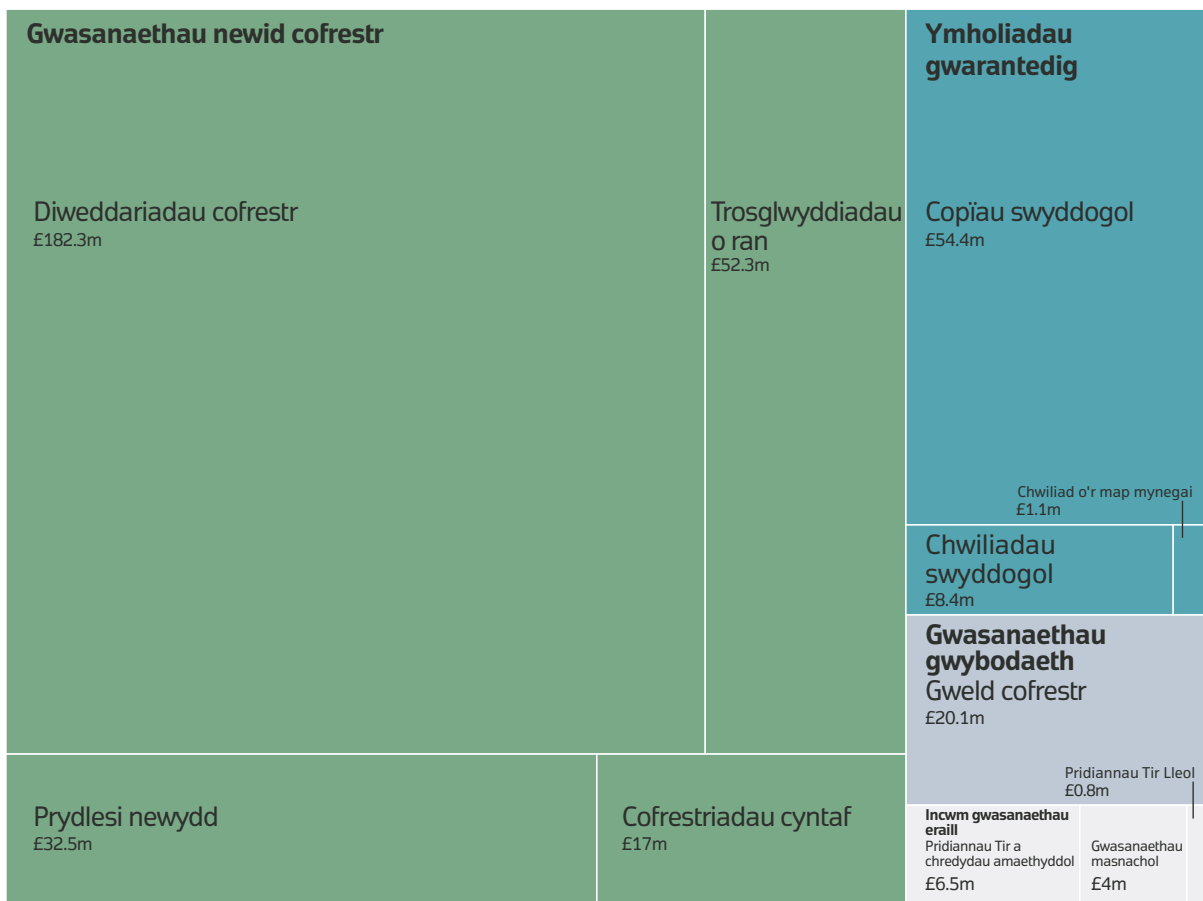 Gwasanaethau newid cofrestr
Diweddariadau cofrestr
£182.3m
Trosglwyddiadau
o ran
£52.3m
Prydlesi newydd
£32.5m
Cofrestriadau cyntaf
£17m
Ymholiadau
gwarantedig
Copïau swyddogol
£54.4m
Chwiliad o'r map mynegai
£1.1m
Chwiliadau
swyddogol
£8.4m
Gwasanaethau
gwybodaeth
Gweld cofrestr
£20.1m
Pridiannau Tir Lleol
£0.8m
Incwm gwasanaethau
eraill
Pridiannau Tir a
chredydau amaethyddol
£6.5m
Gwasanaethau
masnachol
£4m